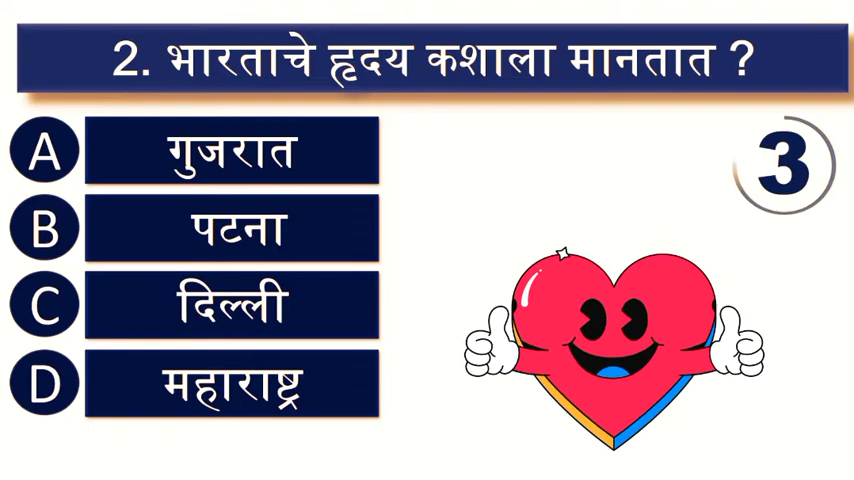 2. भारताचे हृदय कशाला मानतात ?
A गुजरात
3
B पटना
C दिल्ली
D महाराष्ट्र